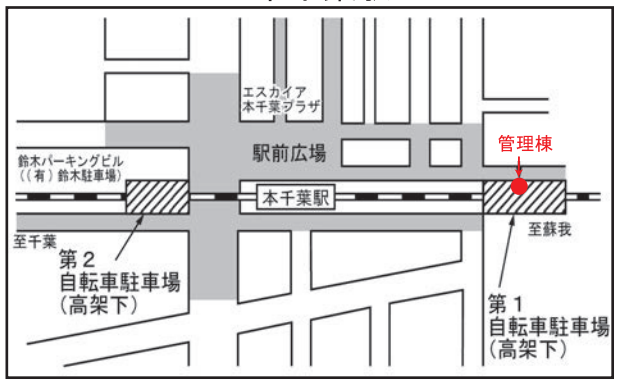 エスカイア
本千葉プラザ
駅前広場
管理棟
鈴木パーキングビル
((有)鈴木駐車場)
本千葉駅
至千葉
至蘇我
第2
自転車駐車場
(高架下)
第1
自転車駐車場
(高架下)